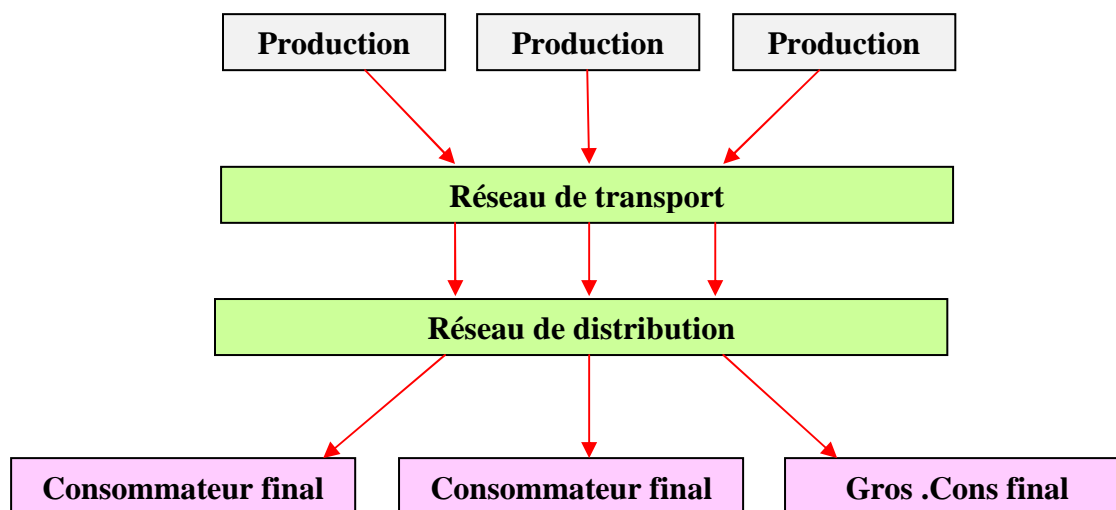 Production
Production
Production
Réseau de transport
Réseau de distribution
Consommateur final
Consommateur final
Gros .Cons final